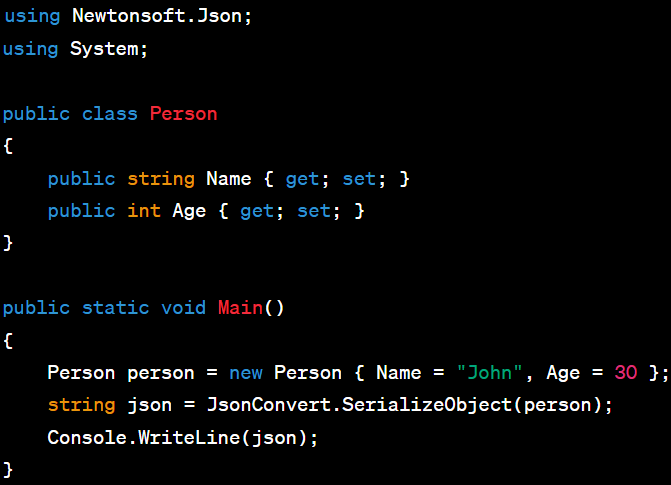 using Newtonsoft.Json;
using System;
public class Person
{
    public string Name { get; set; }
    public int Age { get; set; }
}
public static void Main()
{
    Person person = new Person { Name = "John", Age = 30 };
    string json = JsonConvert.SerializeObject(person);
    Console.WriteLine(json);
}